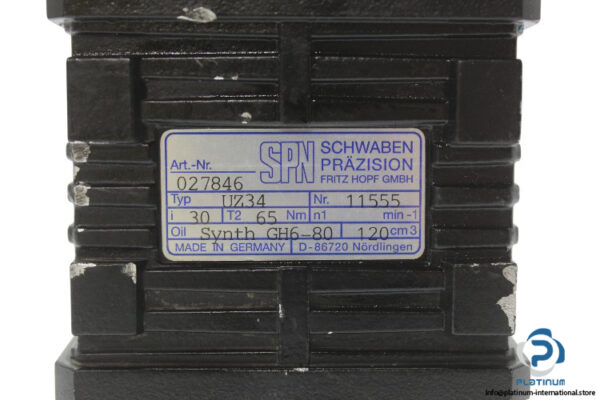 Art.-Nr.
027846
SPN
SCHWABEN
PRÄZISION
FRITZ HOPF GMBH
Typ UZ34 Nr. 11555
i 30 T2 65 Nm n1 min -1
Oil Synth GH6-80 120 cm3
MADE IN GERMANY D-86720 Nördlingen
PLATINUM
info@platinum-international.store